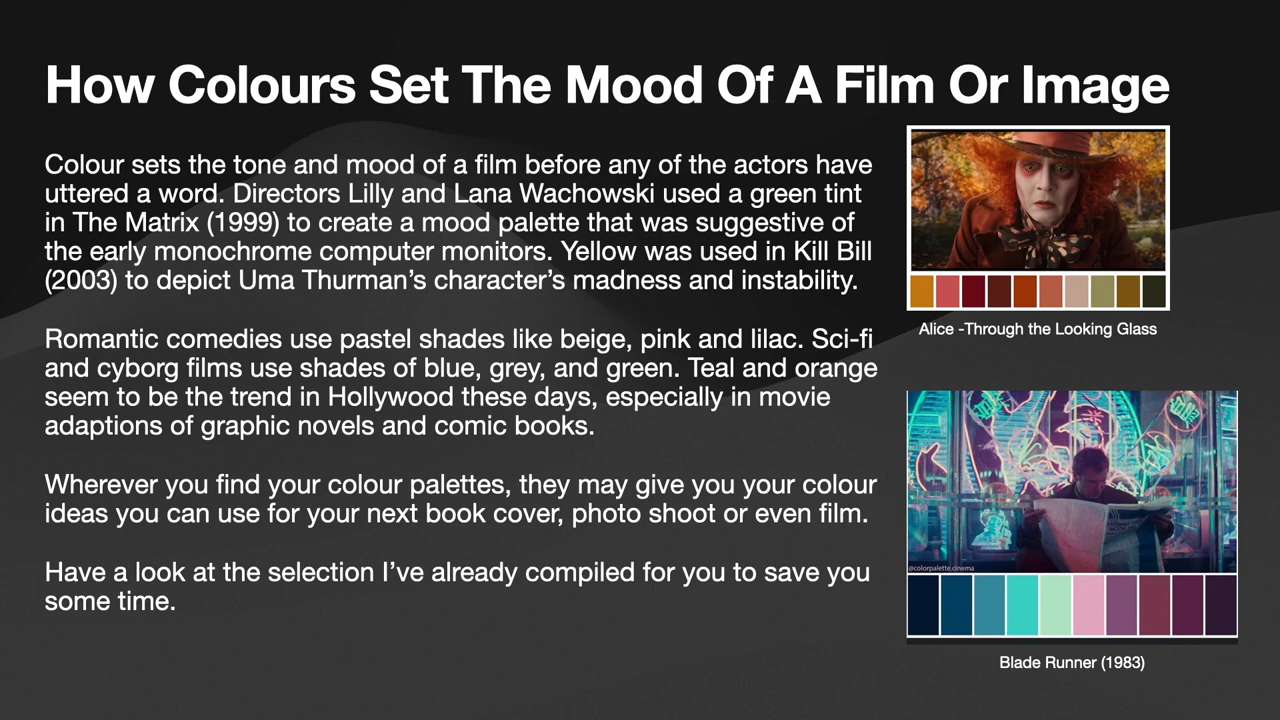 How Colours Set The Mood Of A Film Or Image
Colour sets the tone and mood of a film before any of the actors have
uttered a word. Directors Lilly and Lana Wachowski used a green tint
in The Matrix (1999) to create a mood palette that was suggestive of
the early monochrome computer monitors. Yellow was used in Kill Bill
(2003) to depict Uma Thurman’s character’s madness and instability.
Romantic comedies use pastel shades like beige, pink and lilac. Sci-fi
and cyborg films use shades of blue, grey, and green. Teal and orange
seem to be the trend in Hollywood these days, especially in movie
adaptions of graphic novels and comic books.
Wherever you find your colour palettes, they may give you your colour
ideas you can use for your next book cover, photo shoot or even film.
Have a look at the selection I’ve already compiled for you to save you
some time.
Alice -Through the Looking Glass
@colorpalette.cinema
Blade Runner (1983)